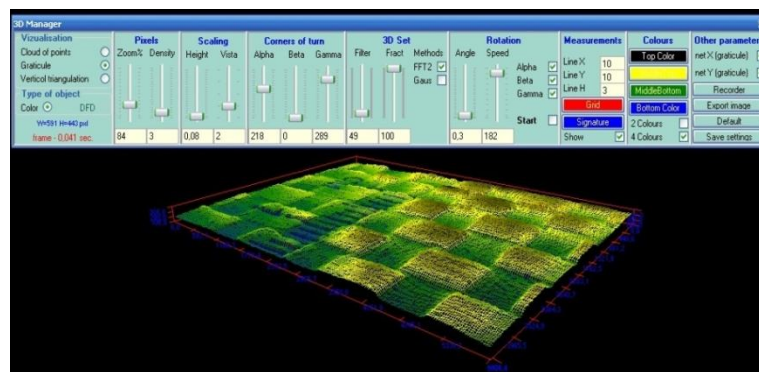 3D Manager
Vizualisation
Cloud of points
Graticule
Verticol triangulation
Type of object
Color DFD
W=591 H=443 pxl
frame - 0,041 sec.
Pixels
Zoom% Density
84 3
Scaling
Height Vista
0,08 2
Corners of turn
Alpha Beta Gamma
218 0 289
3D Set
Filter Fract Methods
FFT2
Gaus
49 100
Rotation
Angle Speed
Alpha
Beta
Gamma
Start
0,3 182
Measurements
Line X 10
Line Y 10
Line H 3
Grid
Signature
Show
Colours
Top Color
MiddleBottom
Bottom Color
2 Colours
4 Colours
Other parameter
net X (graticule)
net Y (graticule)
Recorder
Export image
Default
Save settings